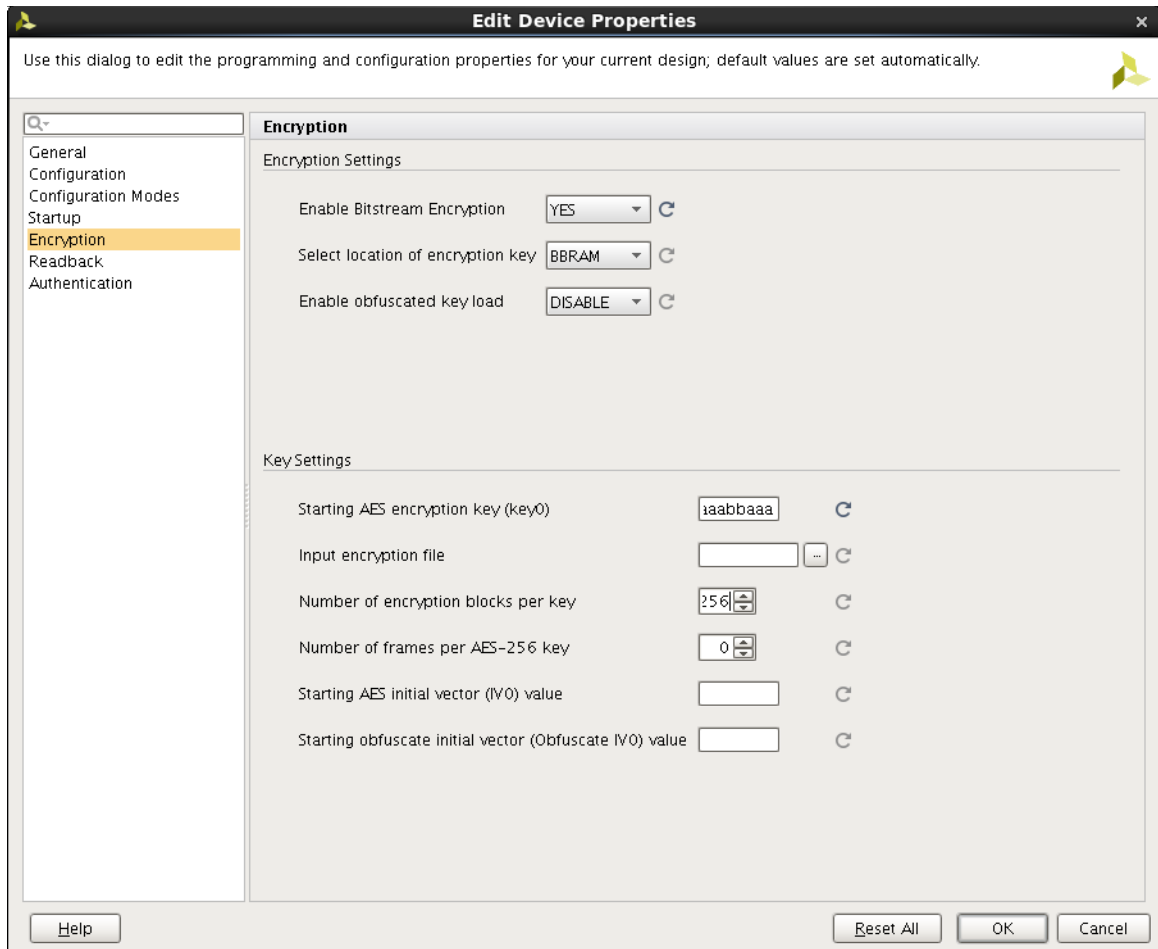 Edit Device Properties
Use this dialog to edit the programming and configuration properties for your current design; default values are set automatically.
General
Configuration
Configuration Modes
Startup
Encryption
Readback
Authentication
Encryption
Encryption Settings
Enable Bitstream Encryption YES
Select location of encryption key BBRAM
Enable obfuscated key load DISABLE
Key Settings
Starting AES encryption key (key0) aabbaaa
Input encryption file ...
Number of encryption blocks per key 256
Number of frames per AES-256 key 0
Starting AES initial vector (IV0) value
Starting obfuscate initial vector (Obfuscate IV0) value
Help Reset All OK Cancel